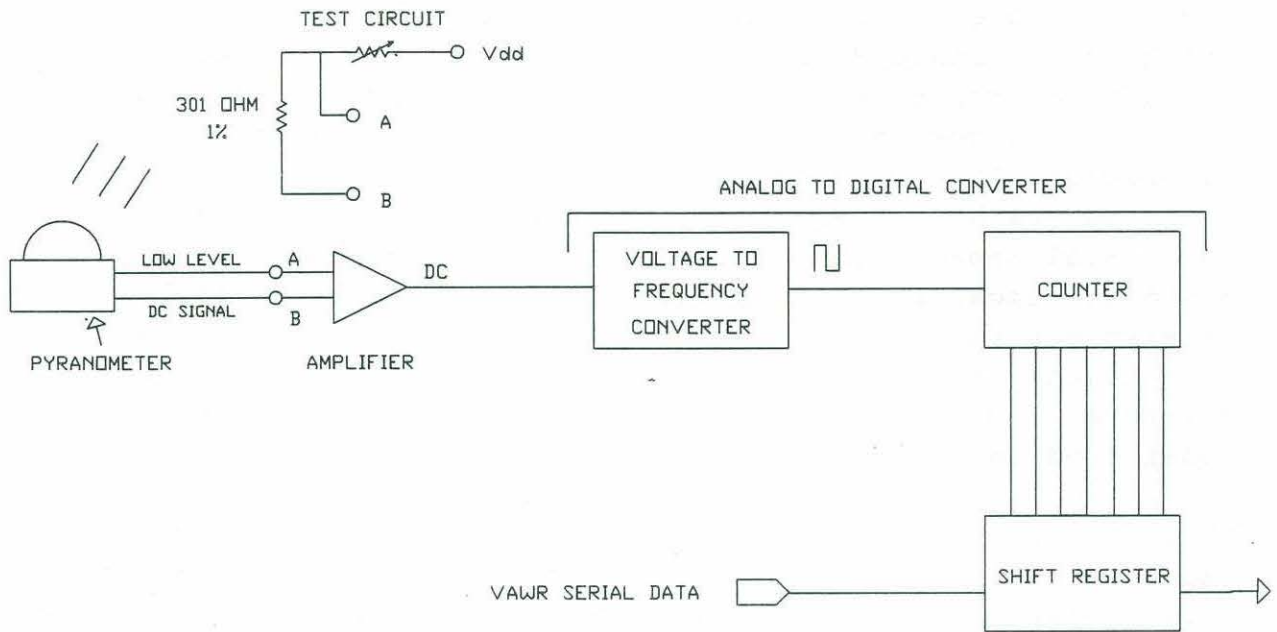 TEST CIRCUIT
Vdd
301 OHM
1%
A
B
ANALOG TO DIGITAL CONVERTER
LOW LEVEL
A
DC SIGNAL
B
DC
VOLTAGE TO
FREQUENCY
CONVERTER
COUNTER
PYRANOMETER
AMPLIFIER
VAWR SERIAL DATA
SHIFT REGISTER